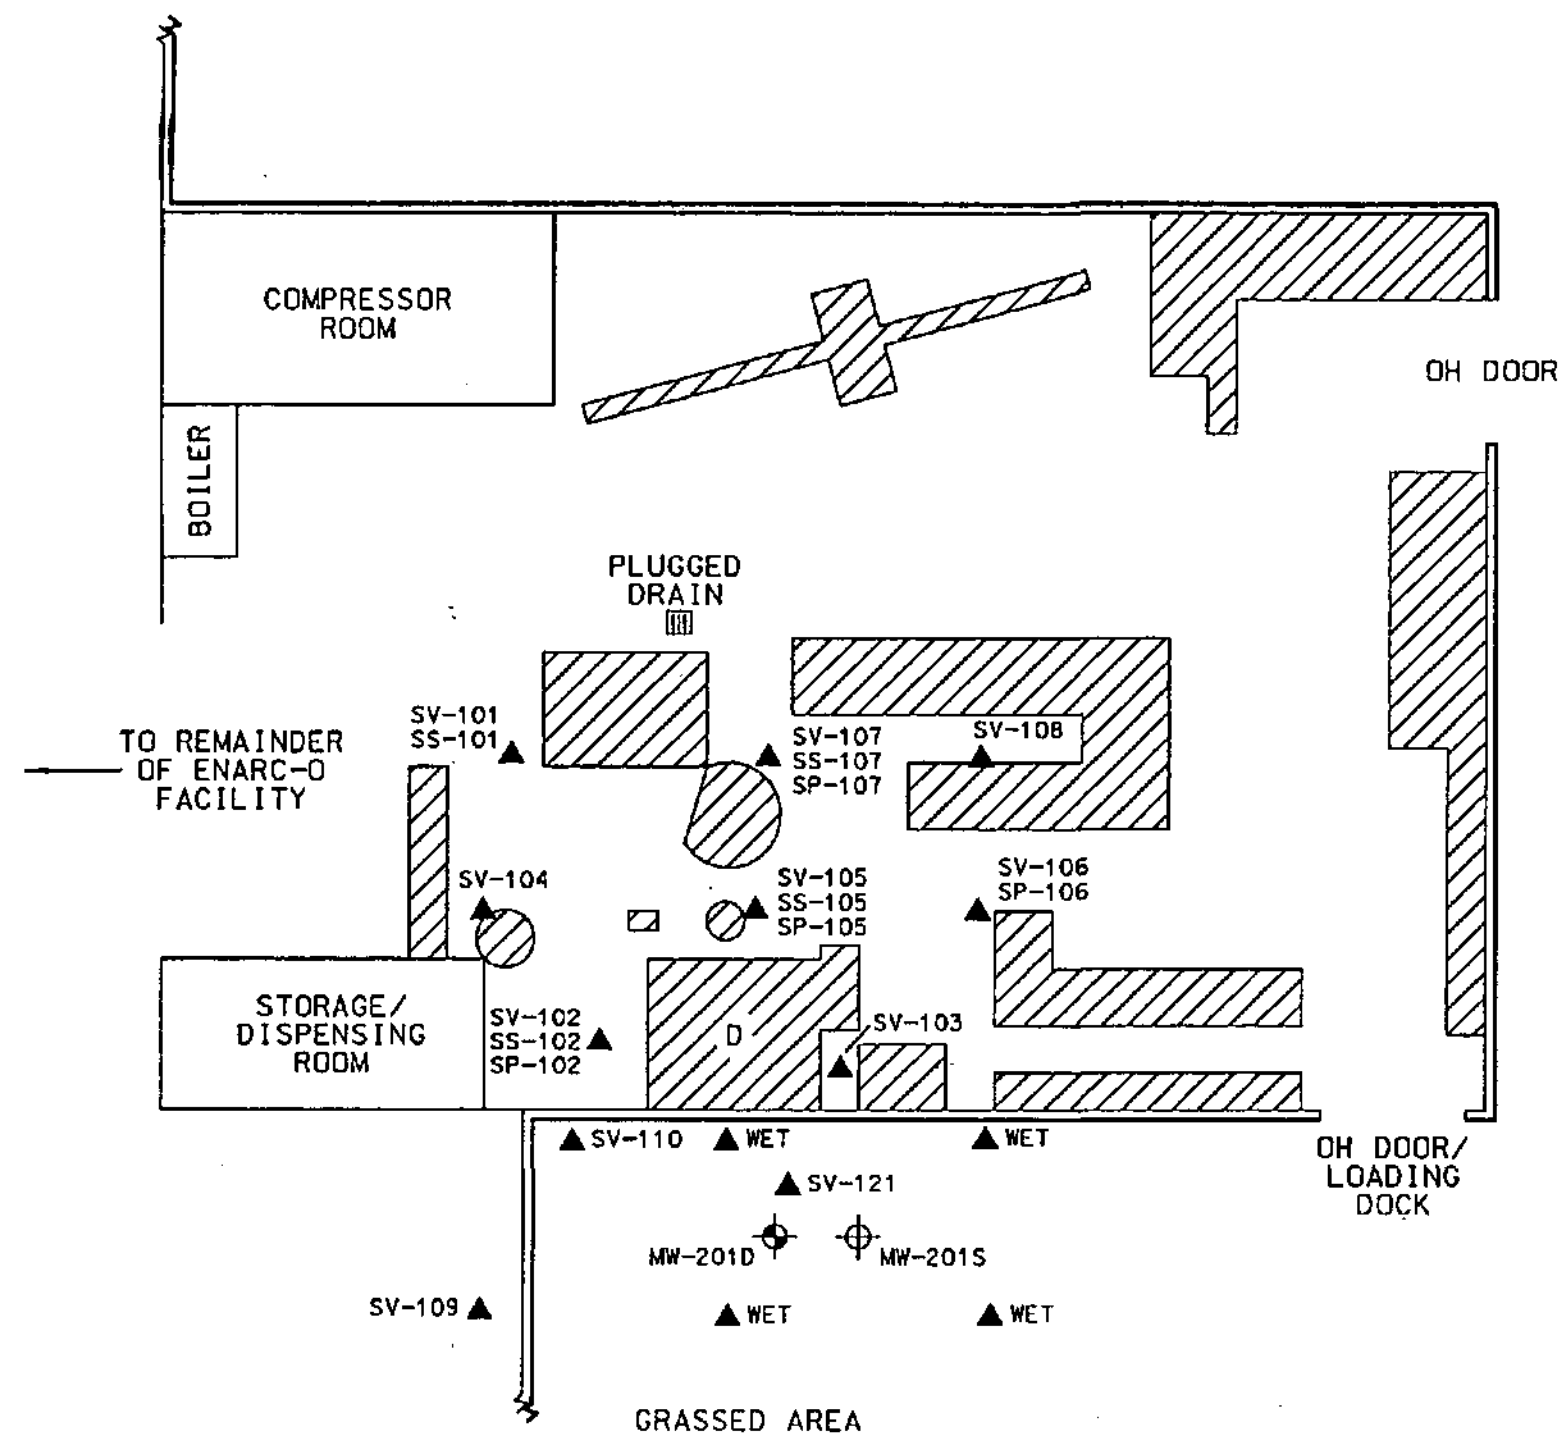 COMPRESSOR
ROOM
OH DOOR
BOILER
PLUGGED
DRAIN
SV-101
SS-101
TO REMAINDER
OF ENARC-O
FACILITY
SV-107
SS-107
SP-107
SV-108
SV-104
SV-105
SS-105
SP-105
SV-106
SP-106
STORAGE/
DISPENSING
ROOM
SV-102
SS-102
SP-102
D
SV-103
SV-110
WET
WET
OH DOOR/
LOADING
DOCK
SV-121
MW-201D
MW-201S
SV-109
WET
WET
GRASSED AREA